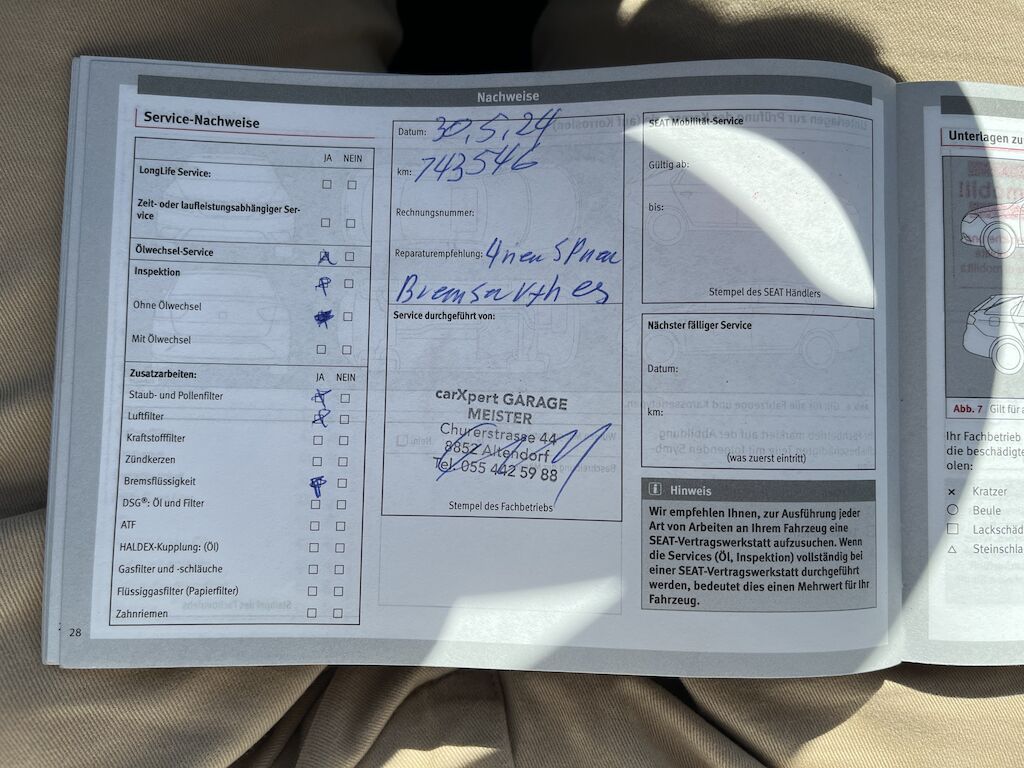 Nachweise
Service-Nachweise
JA NEIN
LongLife Service:
Zeit- oder laufleistungsabhängiger Ser-
vice
Ölwechsel-Service
Inspektion
Ohne Ölwechsel
Mit Ölwechsel
Zusatzarbeiten: JA NEIN
Staub- und Pollenfilter
Luftfilter
Kraftstofffilter
Zündkerzen
Bremsflüssigkeit
DSG®: Öl und Filter
ATF
HALDEX-Kupplung: (Öl)
Gasfilter und -schläuche
Flüssiggasfilter (Papierfilter)
Zahnriemen
28
Datum: 30.5.24
km: 743546
Rechnungsnummer:
Reparaturempfehlung: 4
Service durchgeführt von:
carXpert GARAGE
MEISTER
Churerstrasse 44
8852 Altendorf
Tel. 055 442 59 88
Stempel des Fachbetriebs
SEAT Mobilität-Service
Gültig ab:
bis:
Stempel des SEAT Händlers
Nächster fälliger Service
Datum:
km:
(was zuerst eintritt)
Hinweis
Wir empfehlen Ihnen, zur Ausführung jeder
Art von Arbeiten an Ihrem Fahrzeug eine
SEAT-Vertragswerkstatt aufzusuchen. Wenn
die Services (Öl, Inspektion) vollständig bei
einer SEAT-Vertragswerkstatt durchgeführt
werden, bedeutet dies einen Mehrwert für Ihr
Fahrzeug.
Unterlagen zu
Abb. 7 Gilt für
Ihr Fachbetrieb
die beschädigte
olen:
Kratzer
Beule
Lackschäd
Steinschla